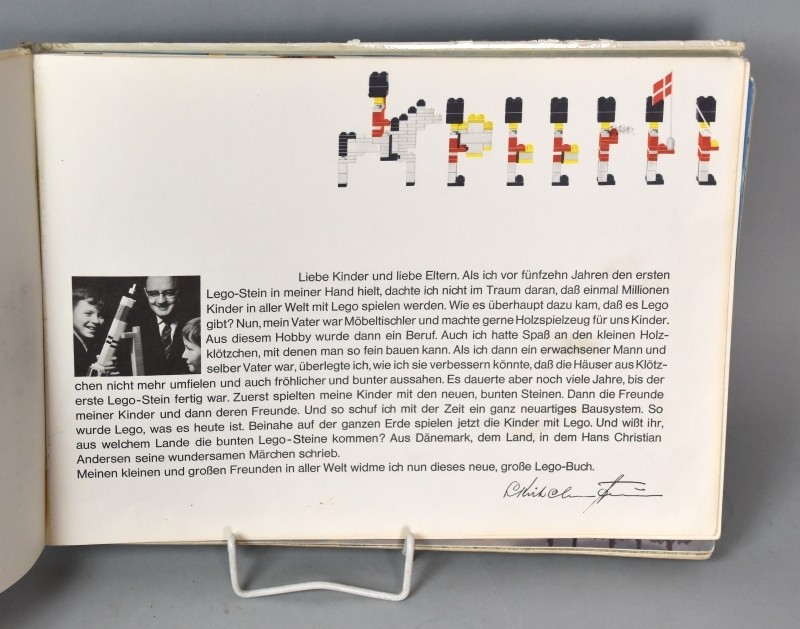 Liebe Kinder und liebe Eltern. Als ich vor fünfzehn Jahren den ersten
Lego-Stein in meiner Hand hielt, dachte ich nicht im Traum daran, daß einmal Millionen
Kinder in aller Welt mit Lego spielen werden. Wie es überhaupt dazu kam, daß es Lego
gibt? Nun, mein Vater war Möbeltischler und machte gerne Holzspielzeug für uns Kinder.
Aus diesem Hobby wurde dann ein Beruf. Auch ich hatte Spaß an den kleinen Holz-
klötzchen, mit denen man so fein bauen kann. Als ich dann ein erwachsener Mann und
selber Vater war, überlegte ich, wie ich sie verbessern könnte, daß die Häuser aus Klötz-
chen nicht mehr umfielen und auch fröhlicher und bunter aussahen. Es dauerte aber noch viele Jahre, bis der
erste Lego-Stein fertig war. Zuerst spielten meine Kinder mit den neuen, bunten Steinen. Dann die Freunde
meiner Kinder und dann deren Freunde. Und so schuf ich mit der Zeit ein ganz neuartiges Bausystem. So
wurde Lego, was es heute ist. Beinahe auf der ganzen Erde spielen jetzt die Kinder mit Lego. Und wißt ihr,
aus welchem Lande die bunten Lego-Steine kommen? Aus Dänemark, dem Land, in dem Hans Christian
Andersen seine wundersamen Märchen schrieb.
Meinen kleinen und großen Freunden in aller Welt widme ich nun dieses neue, große Lego-Buch.